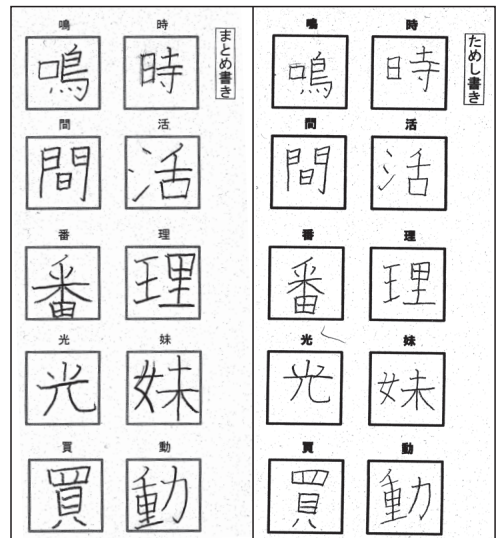 ためし書き
時
時
活
活
理
理
妹
妹
動
動
鳴
鳴
間
間
番
番
光
光
買
買
まとめ書き
時
時
活
活
理
理
妹
妹
動
動
鳴
鳴
間
間
番
番
光
光
買
買